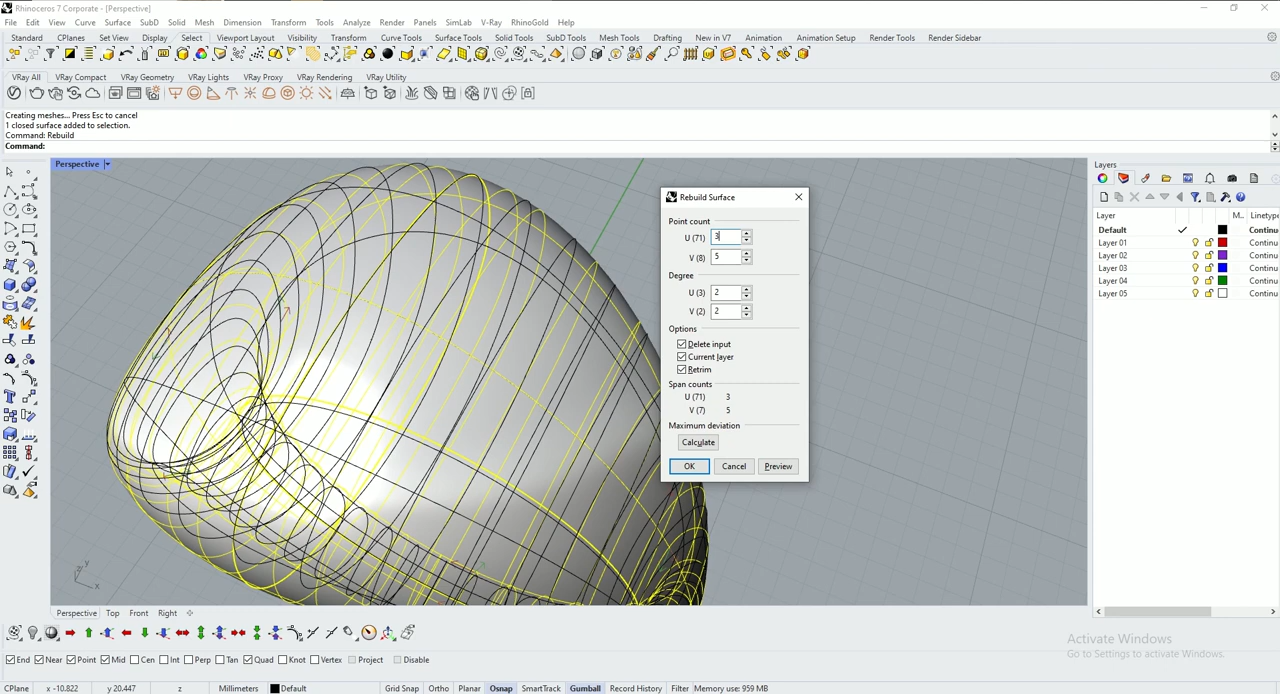 Rhinoceros 7 Corporate - [Perspective]
File Edit View Curve Surface SubD Solid Mesh Dimension Transform Tools Analyze Render Panels SimLab V-Ray RhinoGold Help
Standard CPlanes Set View Display Select Viewport Layout Visibility Transform Curve Tools Surface Tools Solid Tools SubD Tools Mesh Tools Drafting New in V7 Animation Animation Setup Render Tools Render Sidebar
VRay All VRay Compact VRay Geometry VRay Lights VRay Proxy VRay Rendering VRay Utility
Creating meshes... Press Esc to cancel
1 closed surface added to selection.
Command: Rebuild
Command:
Perspective
Rebuild Surface
Point count
U (71) 3
V (8) 5
Degree
U (3) 2
V (2) 2
Options
Delete input
Current layer
Retrim
Span counts
U (71) 3
V (7) 5
Maximum deviation
Calculate
OK Cancel Preview
y
x
Layers
Layer M... Linetype
Default Continu
Layer 01 Continu
Layer 02 Continu
Layer 03 Continu
Layer 04 Continu
Layer 05 Continu
Perspective Top Front Right
Activate Windows
Go to Settings to activate Windows.
End Near Point Mid Cen Int Perp Tan Quad Knot Vertex Project Disable
CPlane x -10.822 y 20.447 z Millimeters Default Grid Snap Ortho Planar Osnap SmartTrack Gumball Record History Filter Memory use: 959 MB